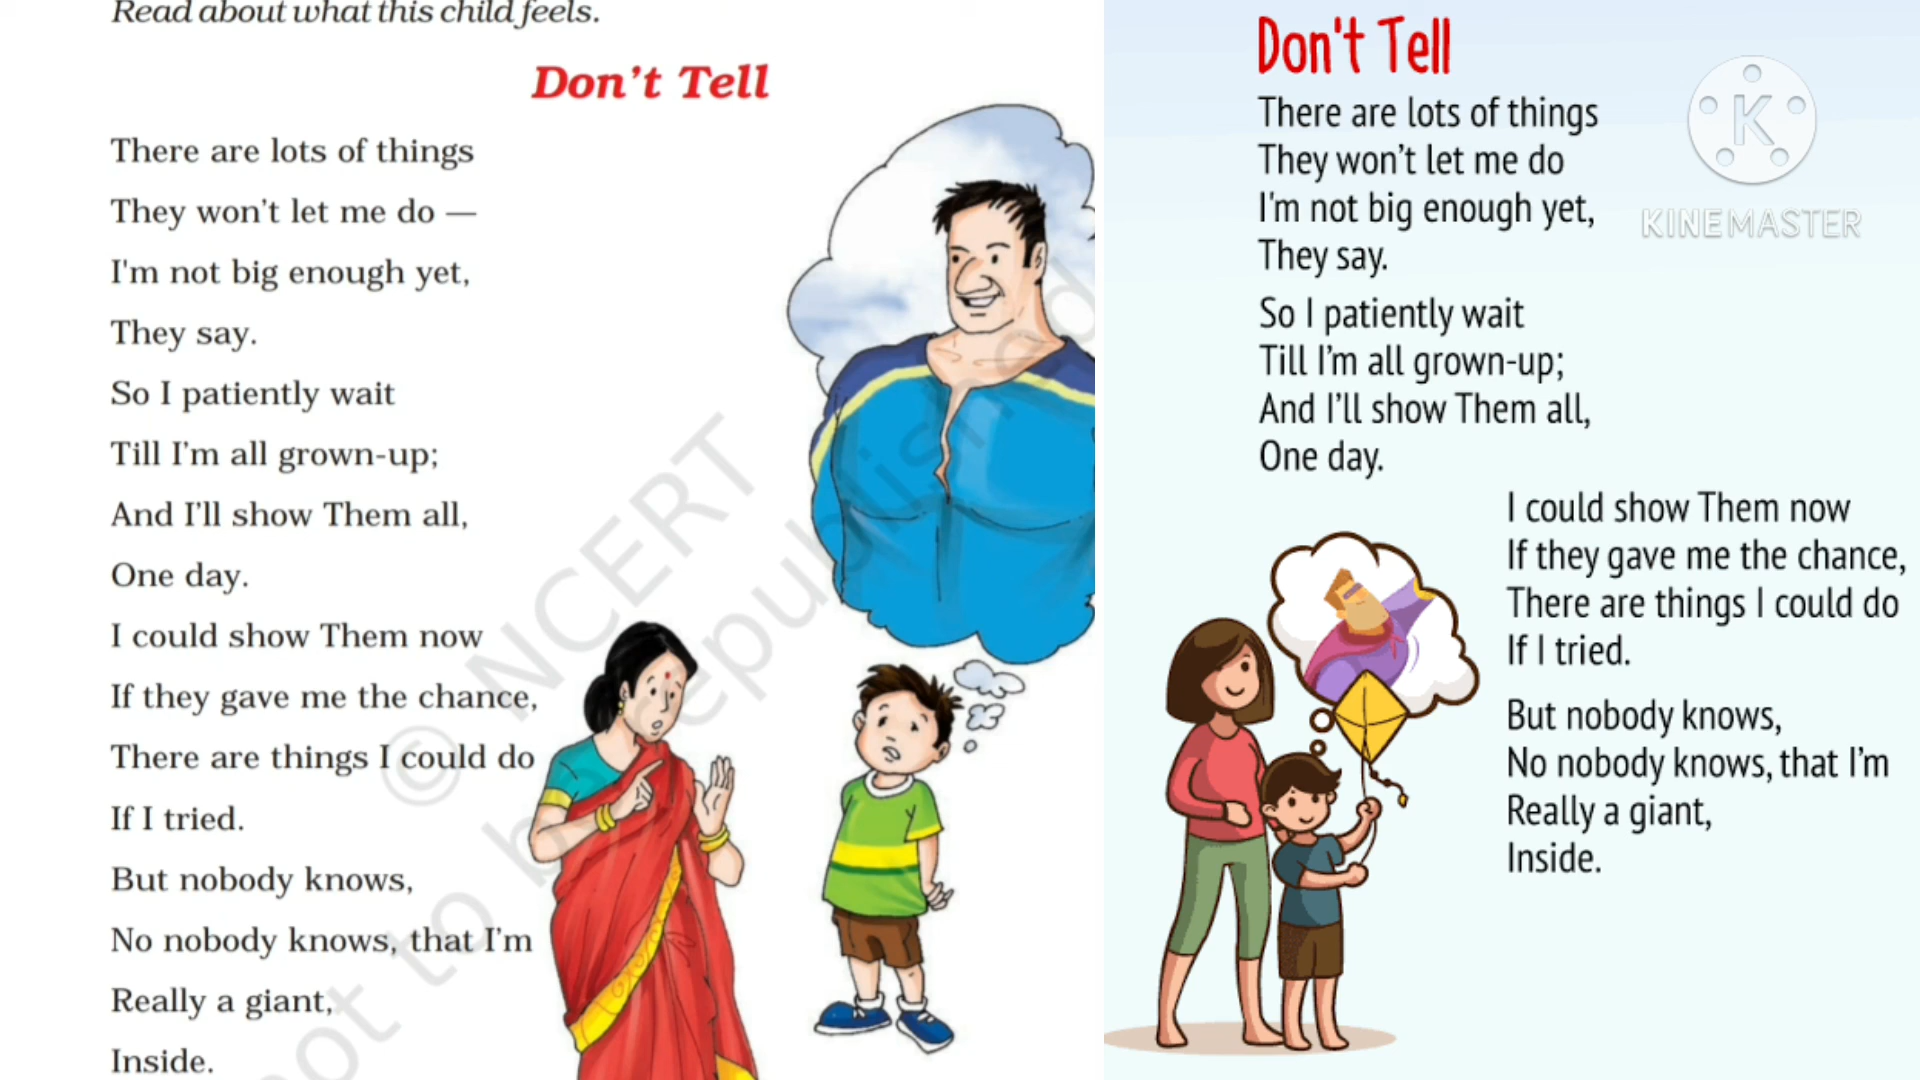 Read about what this child feels.
Don't Tell
There are lots of things
They won't let me do —
I'm not big enough yet,
They say.
So I patiently wait
Till I'm all grown-up;
And I'll show Them all,
One day.
I could show Them now
If they gave me the chance,
There are things I could do
If I tried.
But nobody knows,
No nobody knows, that I'm
Really a giant,
Inside.
© NCERT
not to be republished
Don't Tell
There are lots of things
They won't let me do
I'm not big enough yet,
They say.
So I patiently wait
Till I'm all grown-up;
And I'll show Them all,
One day.
I could show Them now
If they gave me the chance,
There are things I could do
If I tried.
But nobody knows,
No nobody knows, that I'm
Really a giant,
Inside.
K
KINEMASTER